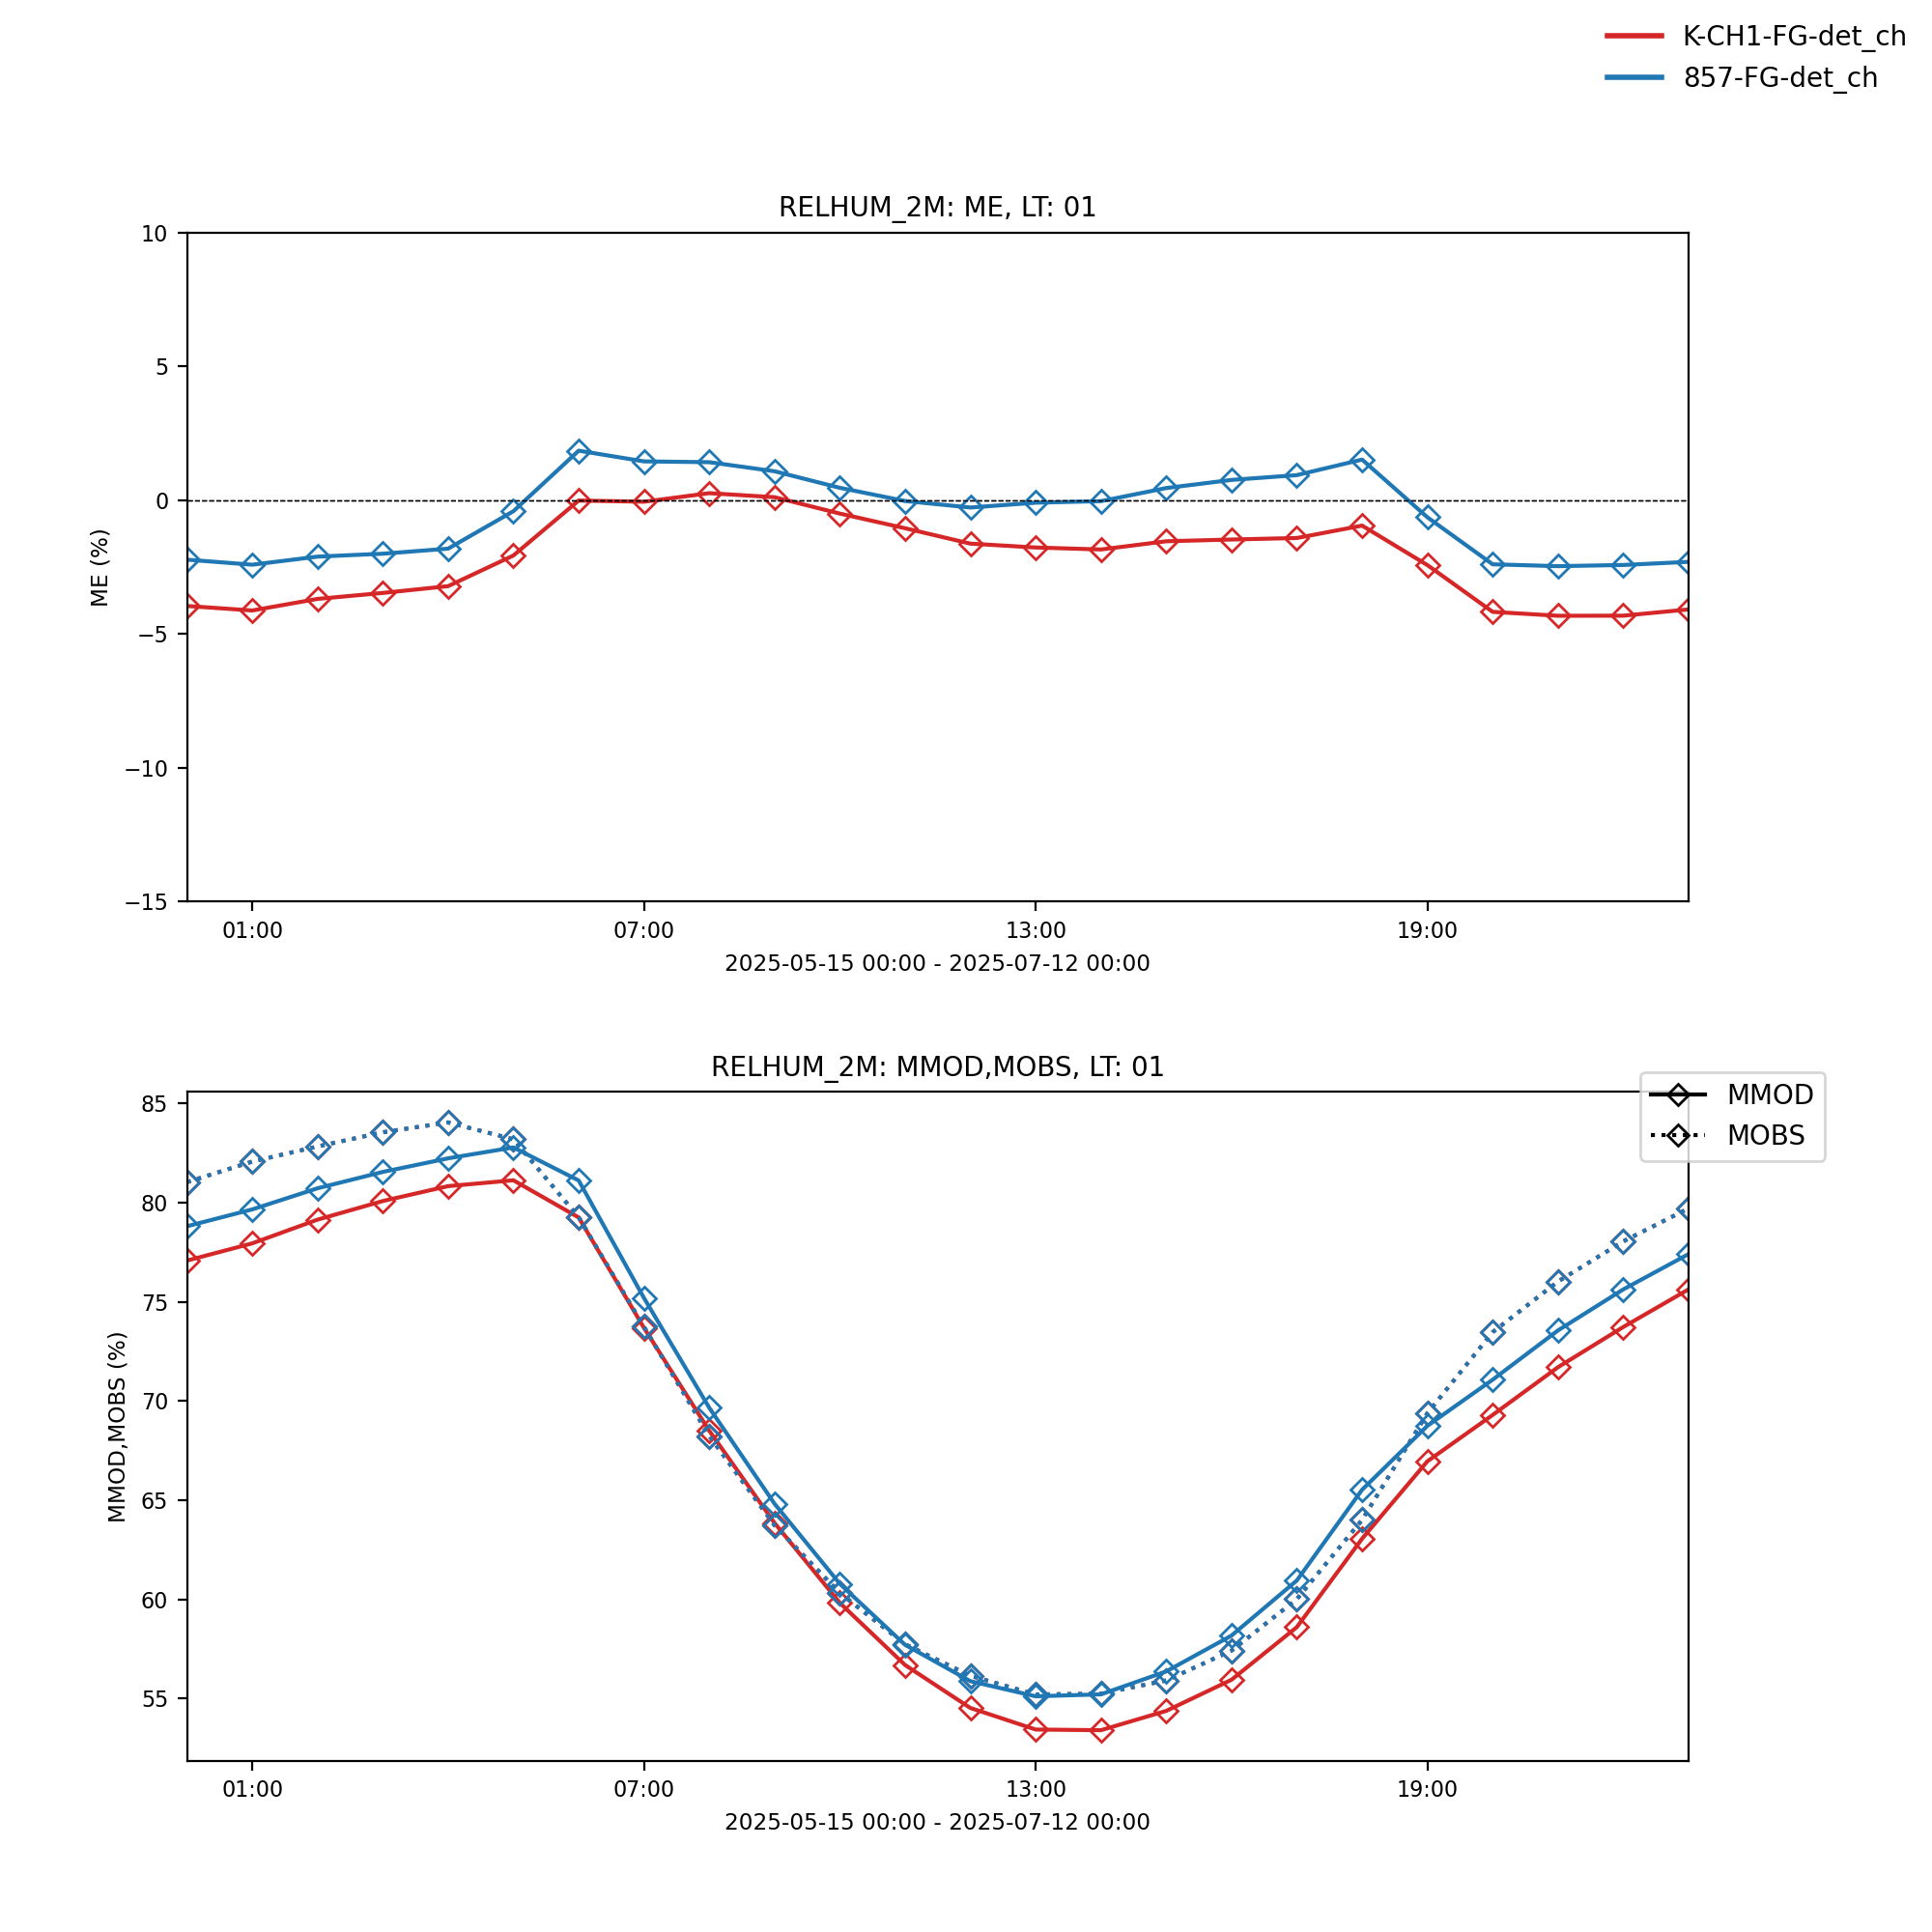 K-CH1-FG-det_ch
857-FG-det_ch
RELHUM_2M: ME, LT: 01
10
5
0
−5
−10
−15
ME (%)
01:00 07:00 13:00 19:00
2025-05-15 00:00 - 2025-07-12 00:00
RELHUM_2M: MMOD,MOBS, LT: 01
MMOD
MOBS
85
80
75
70
65
60
55
MMOD,MOBS (%)
01:00 07:00 13:00 19:00
2025-05-15 00:00 - 2025-07-12 00:00